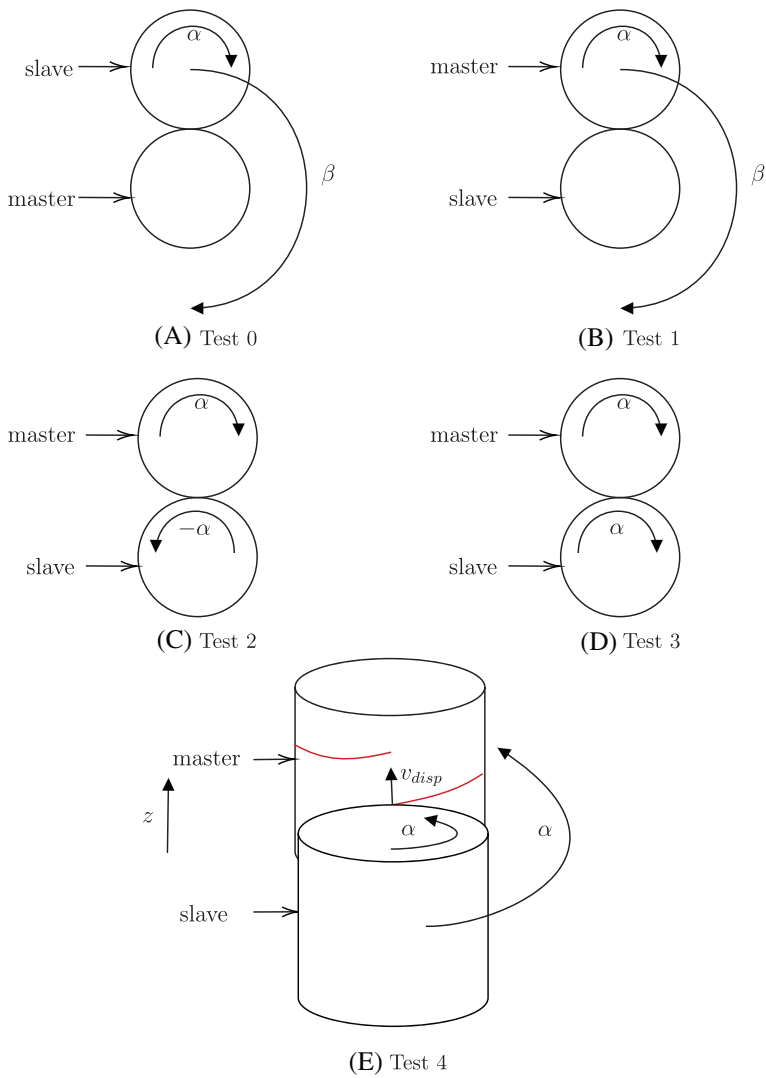 α
slave
β
master
(A) Test 0
α
master
β
slave
(B) Test 1
α
master
−α
slave
(C) Test 2
α
master
α
slave
(D) Test 3
master
v_disp
z
α
α
slave
(E) Test 4